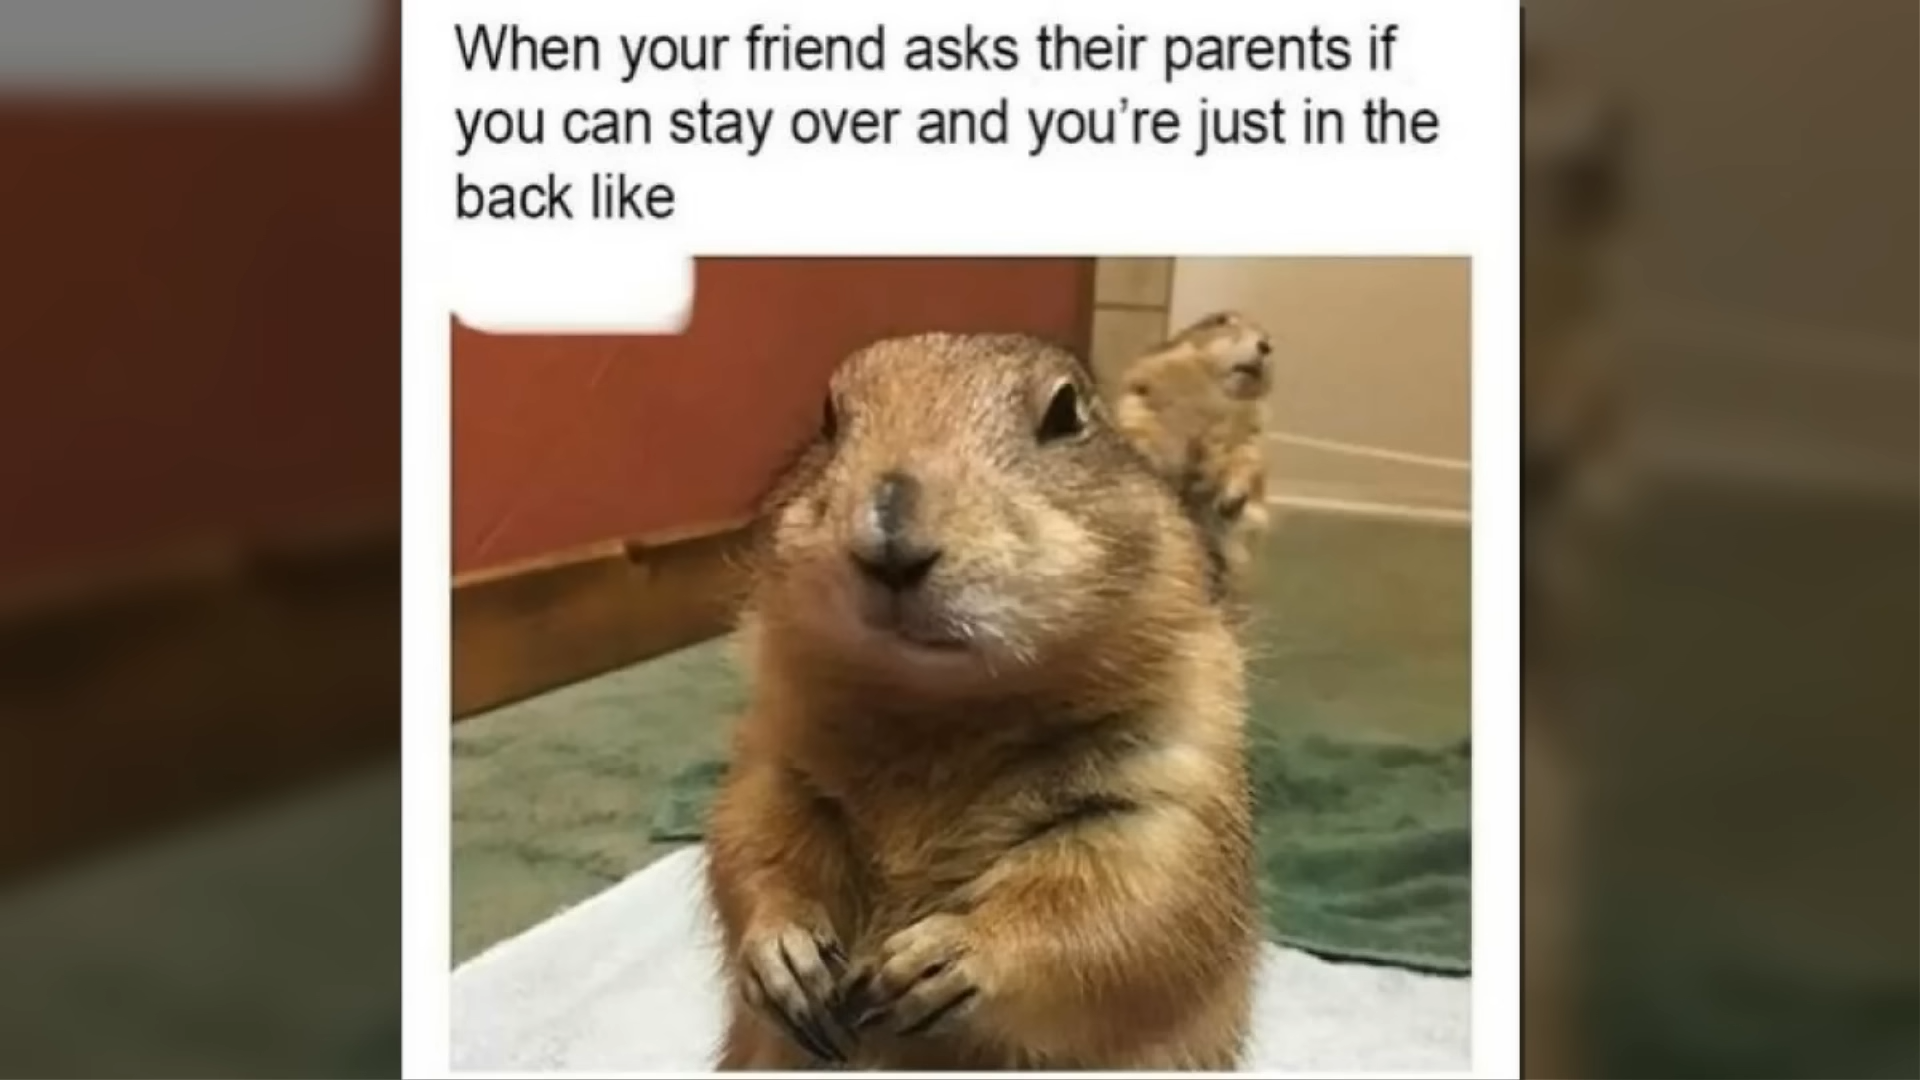 When your friend asks their parents if
you can stay over and you’re just in the
back like